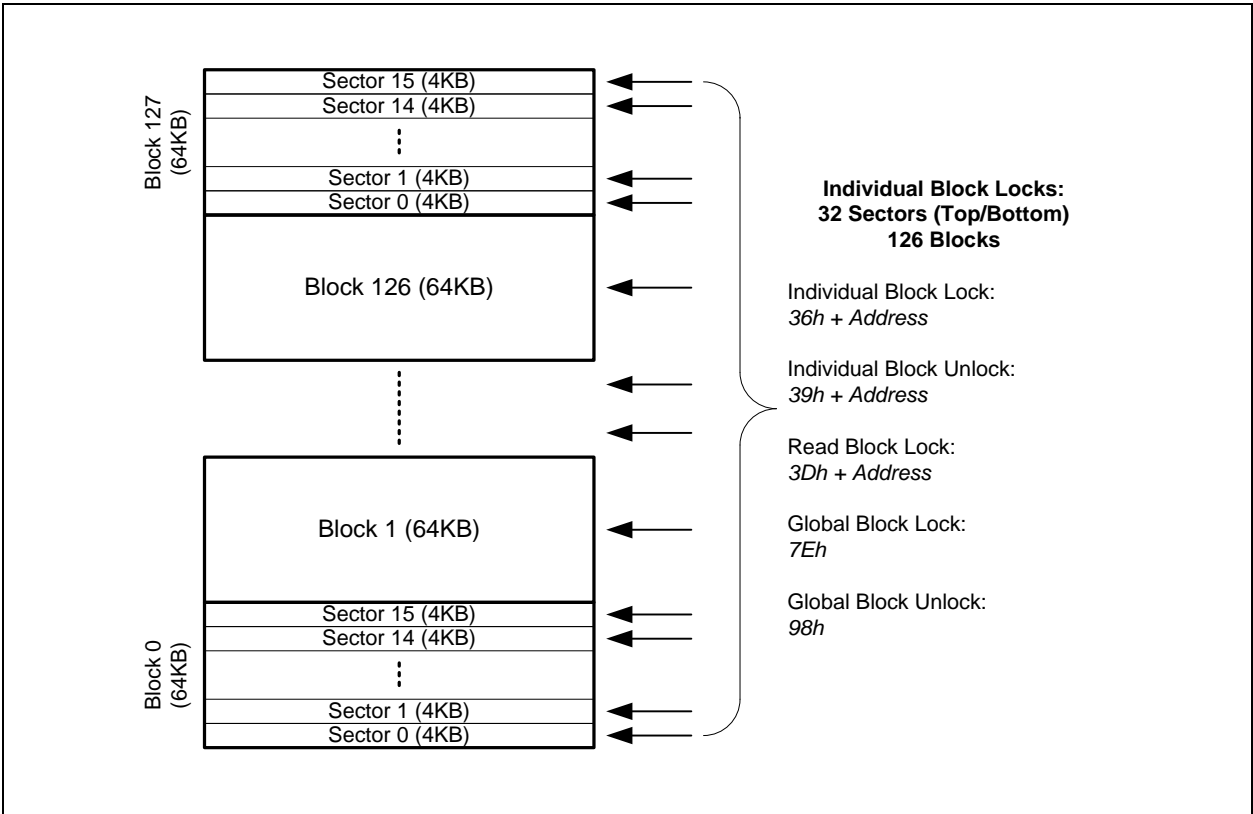 Block 127
(64KB)
Sector 15 (4KB)
Sector 14 (4KB)
Sector 1 (4KB)
Sector 0 (4KB)
Block 126 (64KB)
Block 1 (64KB)
Block 0
(64KB)
Sector 15 (4KB)
Sector 14 (4KB)
Sector 1 (4KB)
Sector 0 (4KB)
Individual Block Locks:
32 Sectors (Top/Bottom)
126 Blocks
Individual Block Lock:
36h + Address
Individual Block Unlock:
39h + Address
Read Block Lock:
3Dh + Address
Global Block Lock:
7Eh
Global Block Unlock:
98h